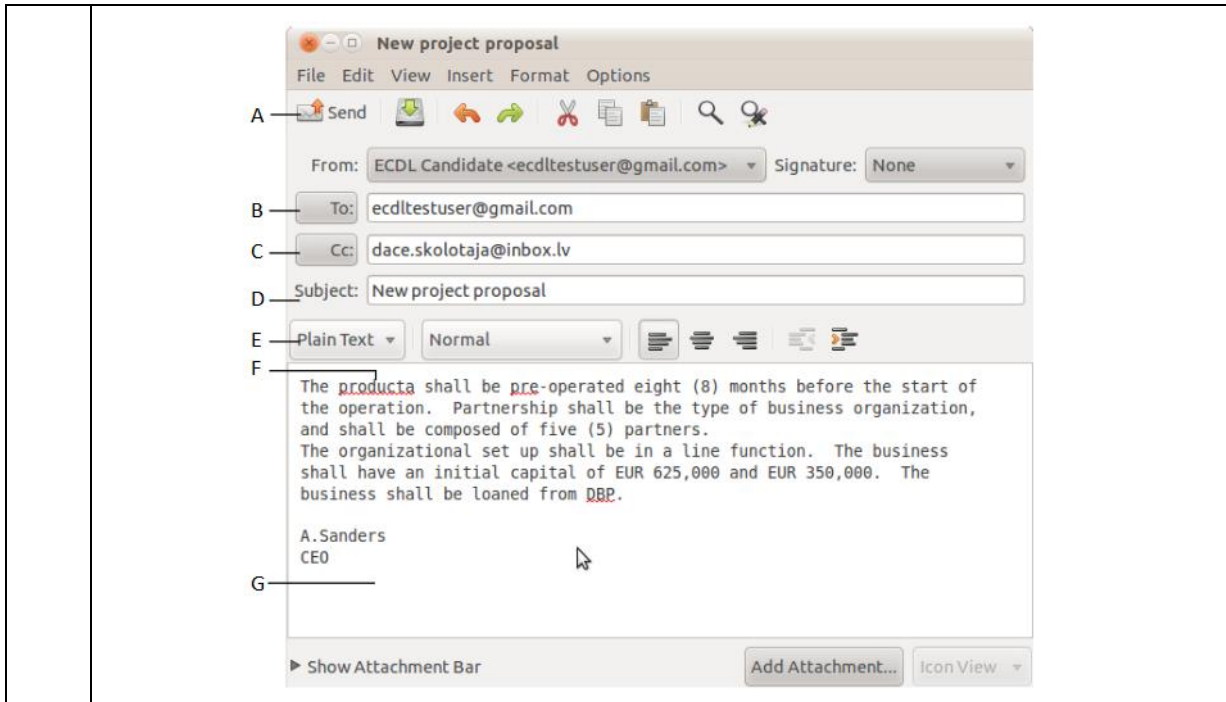 New project proposal
File Edit View Insert Format Options
A Send
From: ECDL Candidate <ecdltestuser@gmail.com> Signature: None
B To: ecdltestuser@gmail.com
C Cc: dace.skolotaja@inbox.lv
D Subject: New project proposal
E Plain Text Normal
F
The producta shall be pre-operated eight (8) months before the start of
the operation. Partnership shall be the type of business organization,
and shall be composed of five (5) partners.
The organizational set up shall be in a line function. The business
shall have an initial capital of EUR 625,000 and EUR 350,000. The
business shall be loaned from DBP.
A.Sanders
CEO
G
Show Attachment Bar Add Attachment... Icon View